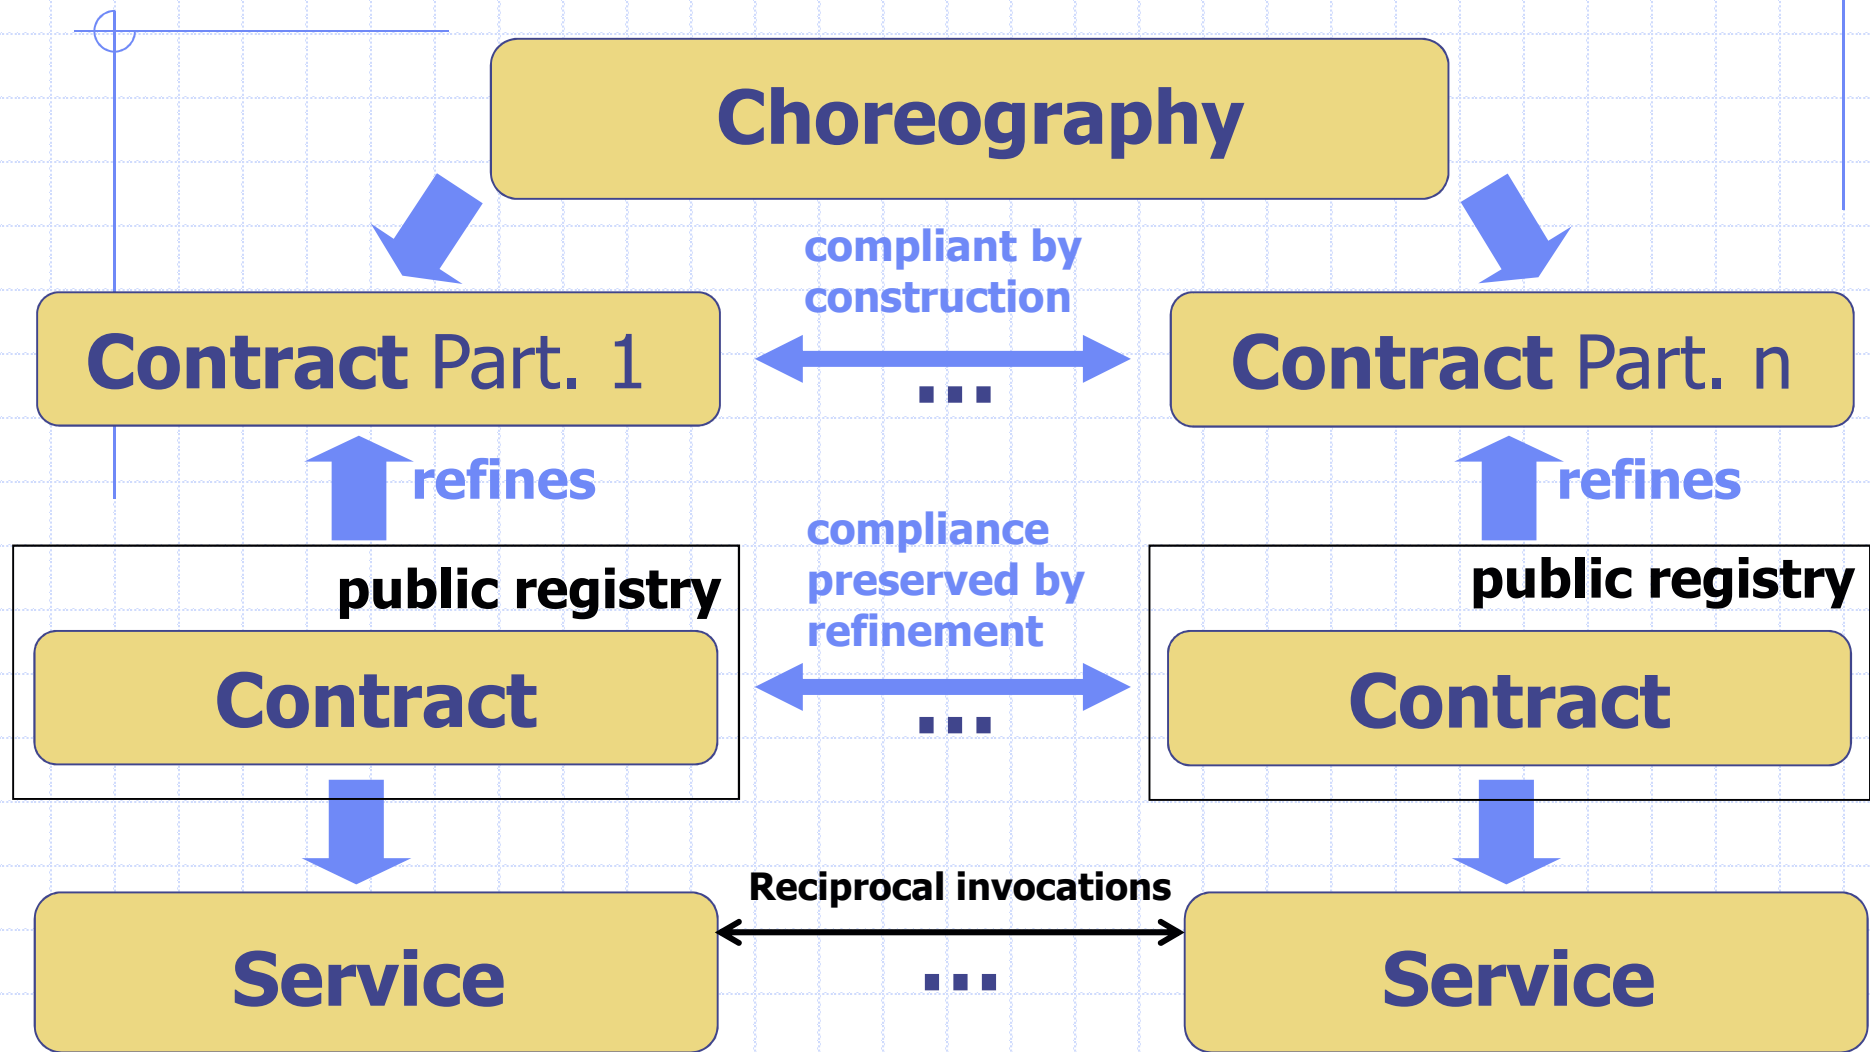 Choreography
compliant by
construction
Contract Part. 1
...
Contract Part. n
refines
refines
compliance
preserved by
refinement
public registry
public registry
Contract
...
Contract
Reciprocal invocations
Service
...
Service